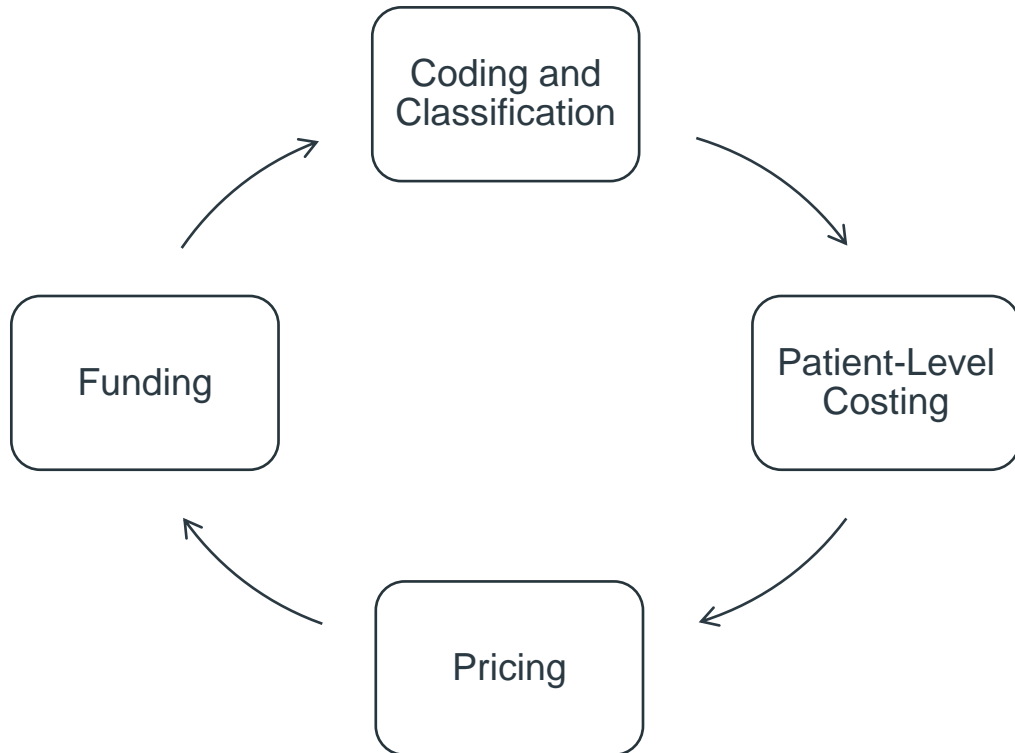 Coding and
Classification
Funding
Patient-Level
Costing
Pricing